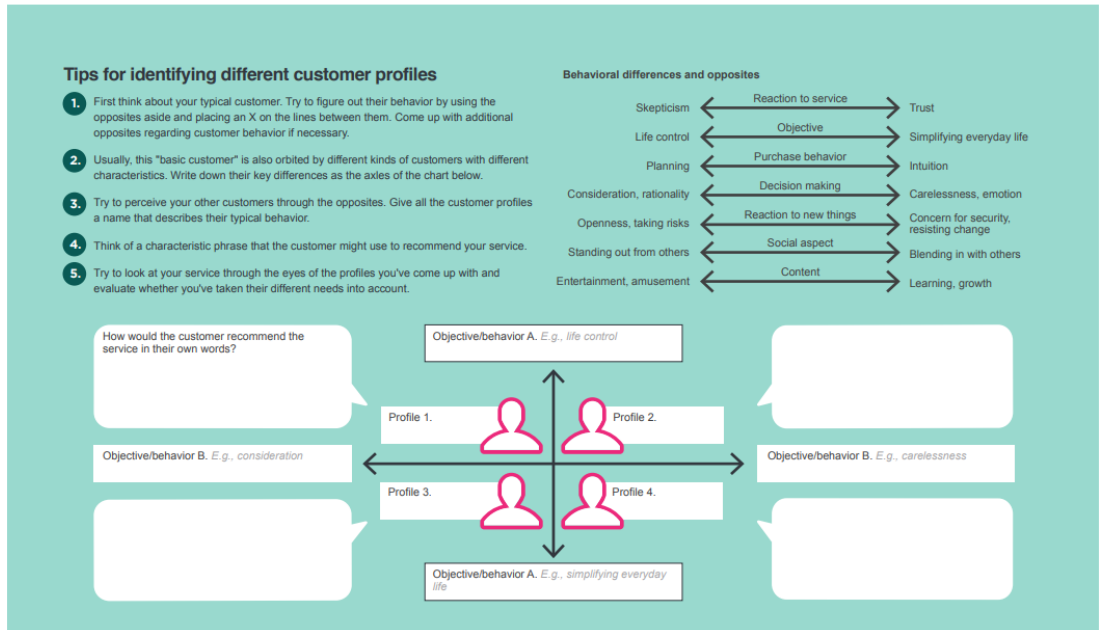 Tips for identifying different customer profiles
1. First think about your typical customer. Try to figure out their behavior by using the
opposites aside and placing an X on the lines between them. Come up with additional
opposites regarding customer behavior if necessary.
2. Usually, this "basic customer" is also orbited by different kinds of customers with different
characteristics. Write down their key differences as the axles of the chart below.
3. Try to perceive your other customers through the opposites. Give all the customer profiles
a name that describes their typical behavior.
4. Think of a characteristic phrase that the customer might use to recommend your service.
5. Try to look at your service through the eyes of the profiles you've come up with and
evaluate whether you've taken their different needs into account.
Behavioral differences and opposites
Skepticism Reaction to service Trust
Life control Objective Simplifying everyday life
Planning Purchase behavior Intuition
Consideration, rationality Decision making Carelessness, emotion
Openness, taking risks Reaction to new things Concern for security,
resisting change
Standing out from others Social aspect Blending in with others
Entertainment, amusement Content Learning, growth
How would the customer recommend the
service in their own words?
Objective/behavior A. E.g., life control
Profile 1.
Profile 2.
Objective/behavior B. E.g., consideration
Objective/behavior B. E.g., carelessness
Profile 3.
Profile 4.
Objective/behavior A. E.g., simplifying everyday
life